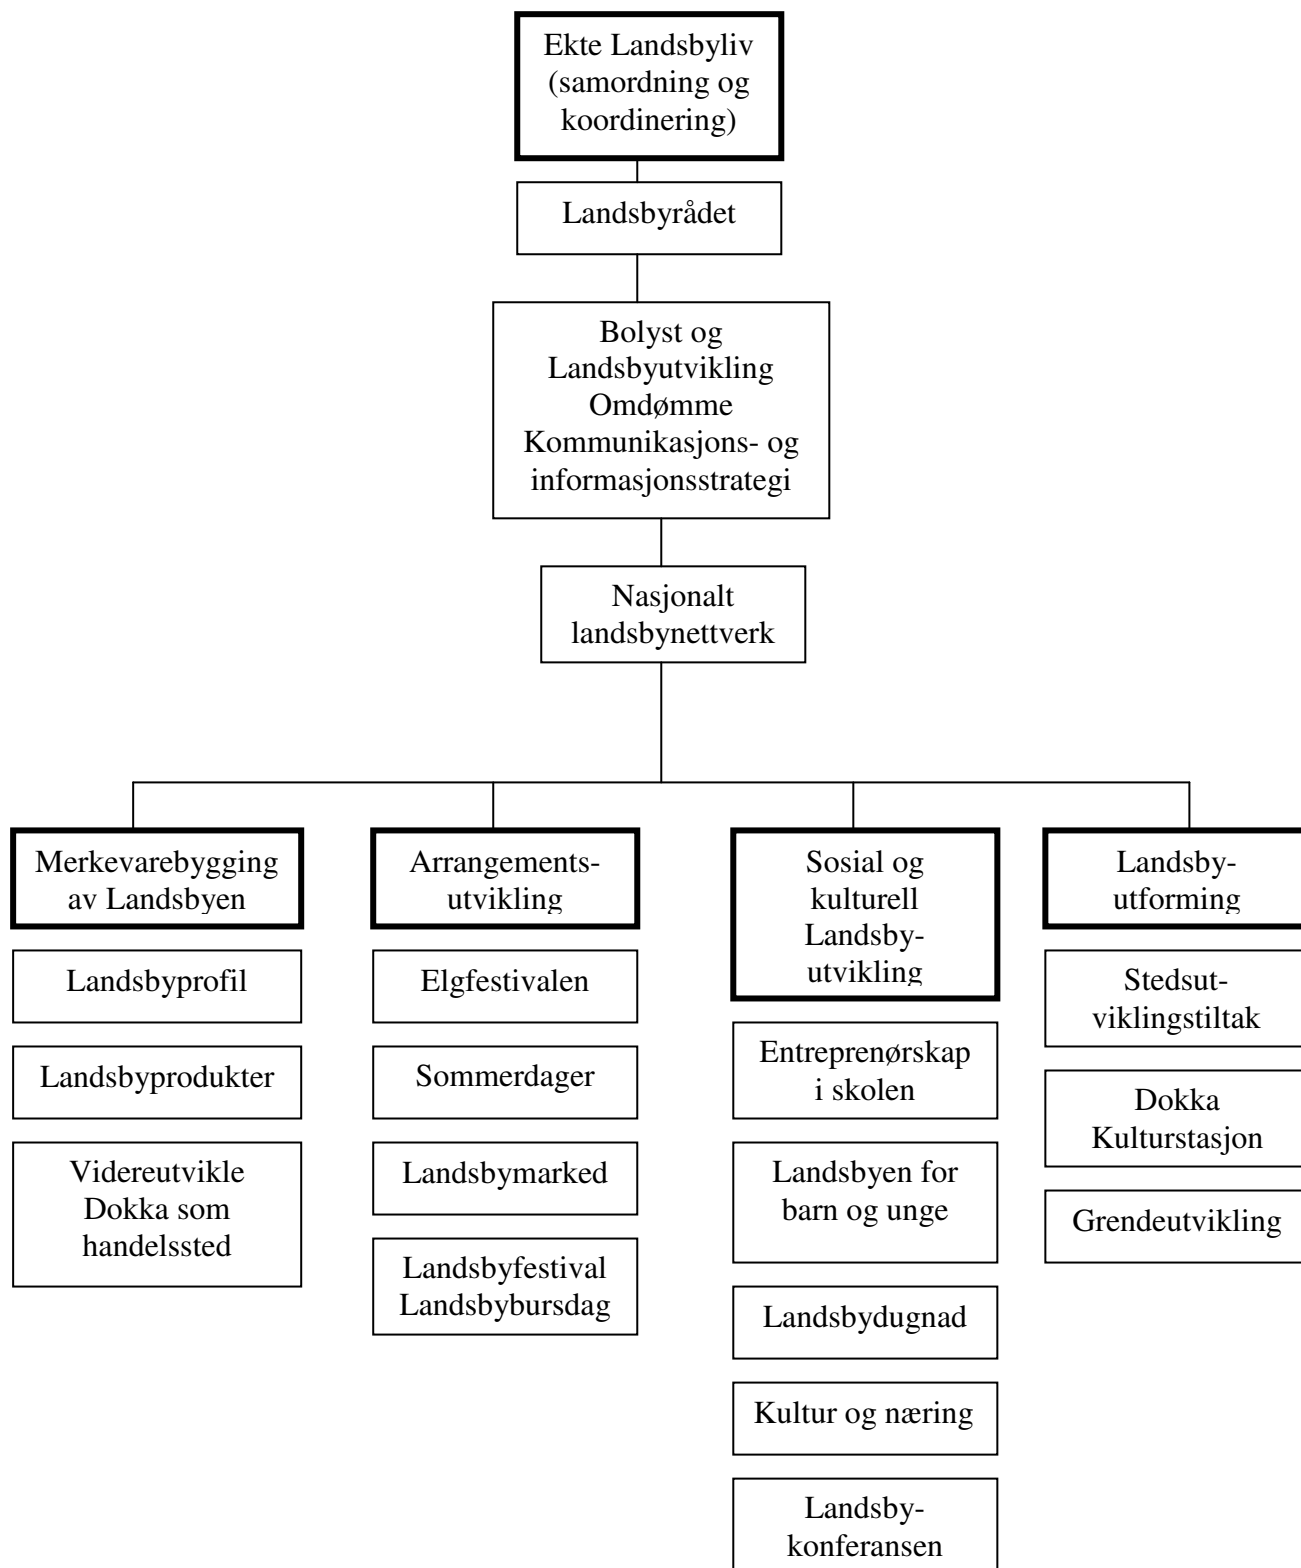 Ekte Landsbyliv
(samordning og
koordinering)
Landsbyrådet
Bolyst og
Landsbyutvikling
Omdømme
Kommunikasjons- og
informasjonsstrategi
Nasjonalt
landsbynettverk
Merkevarebygging
av Landsbyen
Landsbyprofil
Landsbyprodukter
Videreutvikle
Dokka som
handelssted
Arrangements-
utvikling
Elgfestivalen
Sommerdager
Landsbymarked
Landsbyfestival
Landsbybursdag
Sosial og
kulturell
Landsby-
utvikling
Entreprenørskap
i skolen
Landsbyen for
barn og unge
Landsbydugnad
Kultur og næring
Landsby-
konferansen
Landsby-
utforming
Stedsut-
viklingstiltak
Dokka
Kulturstasjon
Grendeutvikling